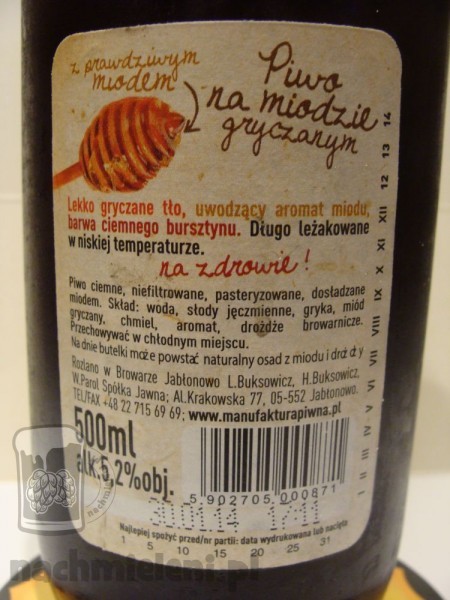 z prawdziwym
miodem
Piwo
na miodzie
gryczanym
Lekko gryczane tło, uwodzący aromat miodu,
barwa ciemnego bursztynu. Długo leżakowane
w niskiej temperaturze.
na zdrowie!
Piwo ciemne, niefiltrowane, pasteryzowane, dosładzane
miodem. Skład: woda, słody jęczmienne, gryka, miód
gryczany, chmiel, aromat, drożdże browarnicze.
Przechowywać w chłodnym miejscu.
Na dnie butelki może powstać naturalny osad z miodu i drożdży
Rozlano w Browarze Jabłonowo L.Buksowicz, H.Buksowicz,
W.Parol Spółka Jawna; Al.Krakowska 77, 05-552 Jabłonowo.
TEL/FAX +48 22 715 69 69; www.manufakturapiwna.pl
500ml
alk.5,2%obj.
5 902705 000871
30.01.14 17:11
Najlepiej spożyć przed/nr partii: data wydrukowana lub nacięta
1 5 10 15 20 25 31
I II III IV V VI VII VIII IX X XI XII 12 13 14
nachmieleni.pl